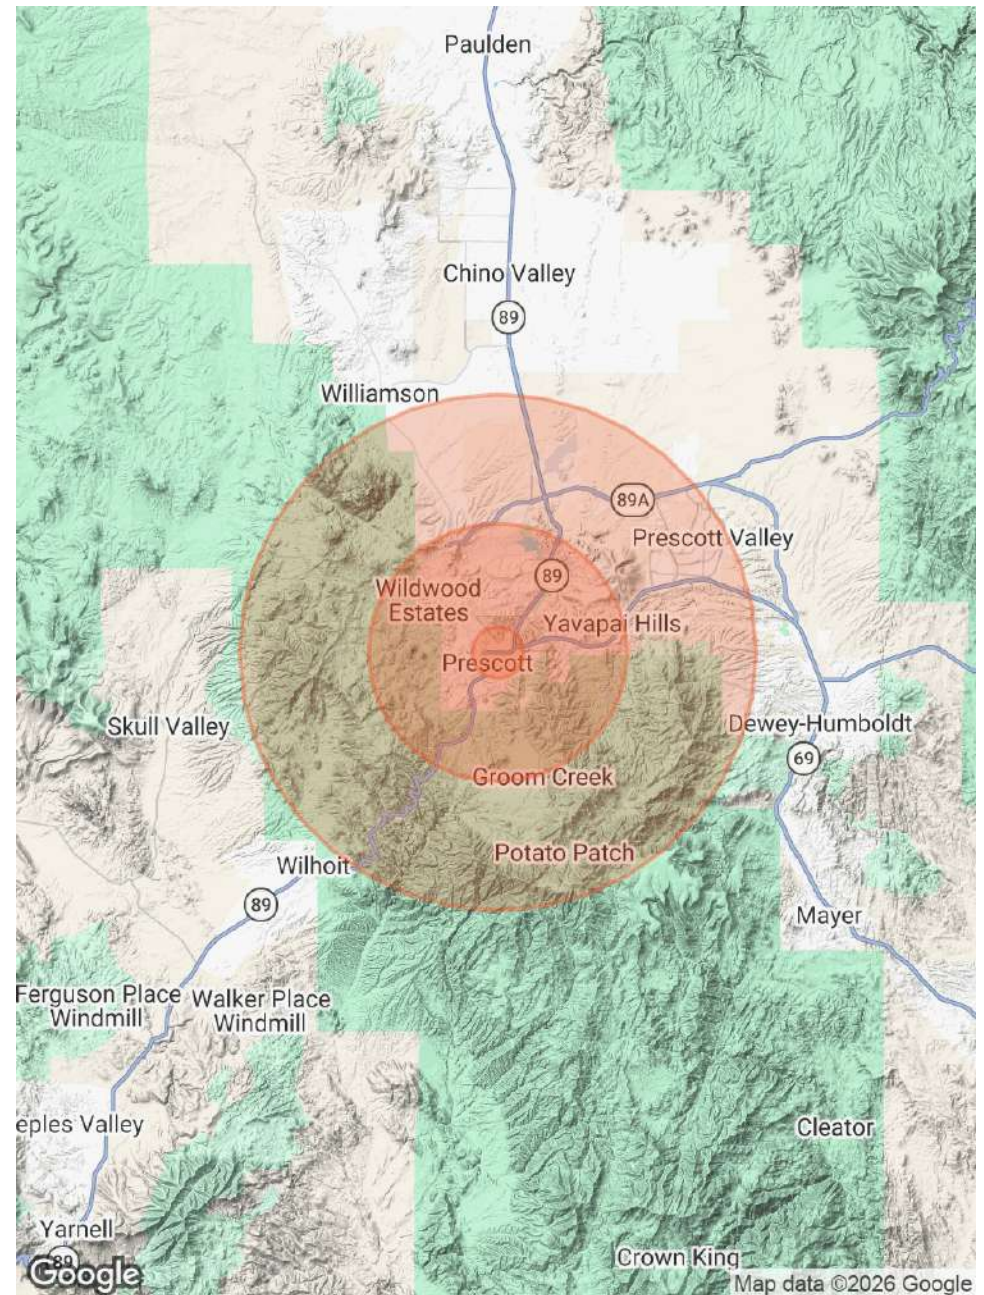 Paulden
Chino Valley
89
Williamson
89A
Prescott Valley
89
Wildwood
Estates
Yavapai Hills
Prescott
Skull Valley
Dewey-Humboldt
69
Groom Creek
Potato Patch
Wilhoit
89
Mayer
Ferguson Place
Windmill
Walker Place
Windmill
eples Valley
Cleator
Yarnell
89
Crown King
Google
Map data ©2026 Google